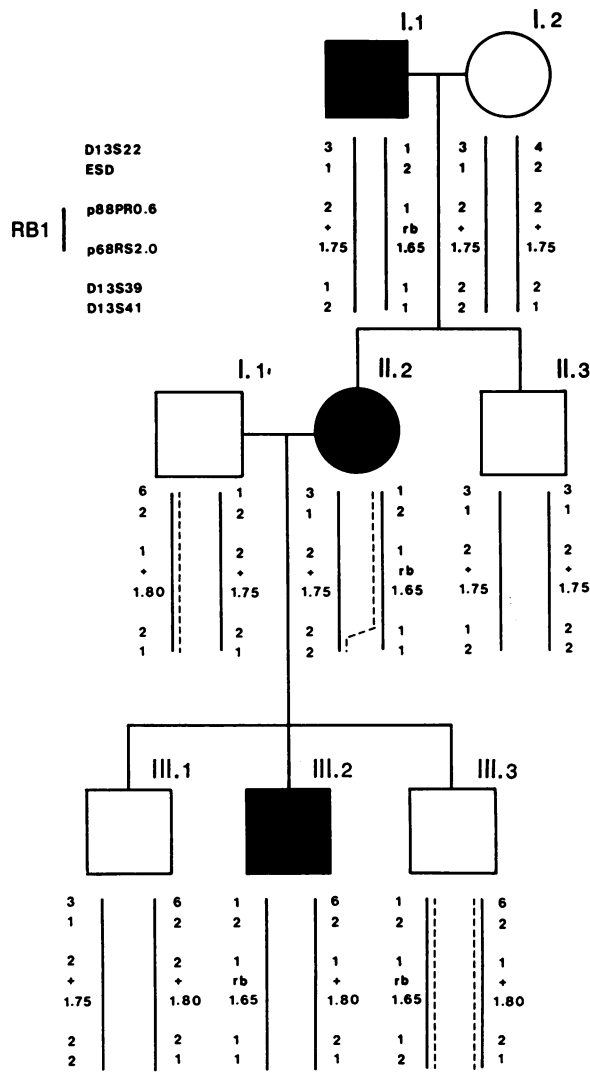 I.1 I.2
D13S22 3 1 3 4
ESD 1 2 1 2
p88PR0.6 2 1 2 2
RB1 + rb + +
p68RS2.0 1.75 1.65 1.75 1.75
D13S39 1 1 2 2
D13S41 2 1 2 1
I.1' II.2 II.3
6 1 3 1 3 3
2 2 1 2 1 1
1 2 2 1 2 2
+ + + rb + +
1.80 1.75 1.75 1.65 1.75 1.75
2 2 2 1 1 2
1 1 2 1 2 2
III.1 III.2 III.3
3 6 1 6 1 6
1 2 2 2 2 2
2 2 1 1 1 1
+ + rb + rb +
1.75 1.80 1.65 1.80 1.65 1.80
2 2 1 2 1 2
2 1 1 1 2 1